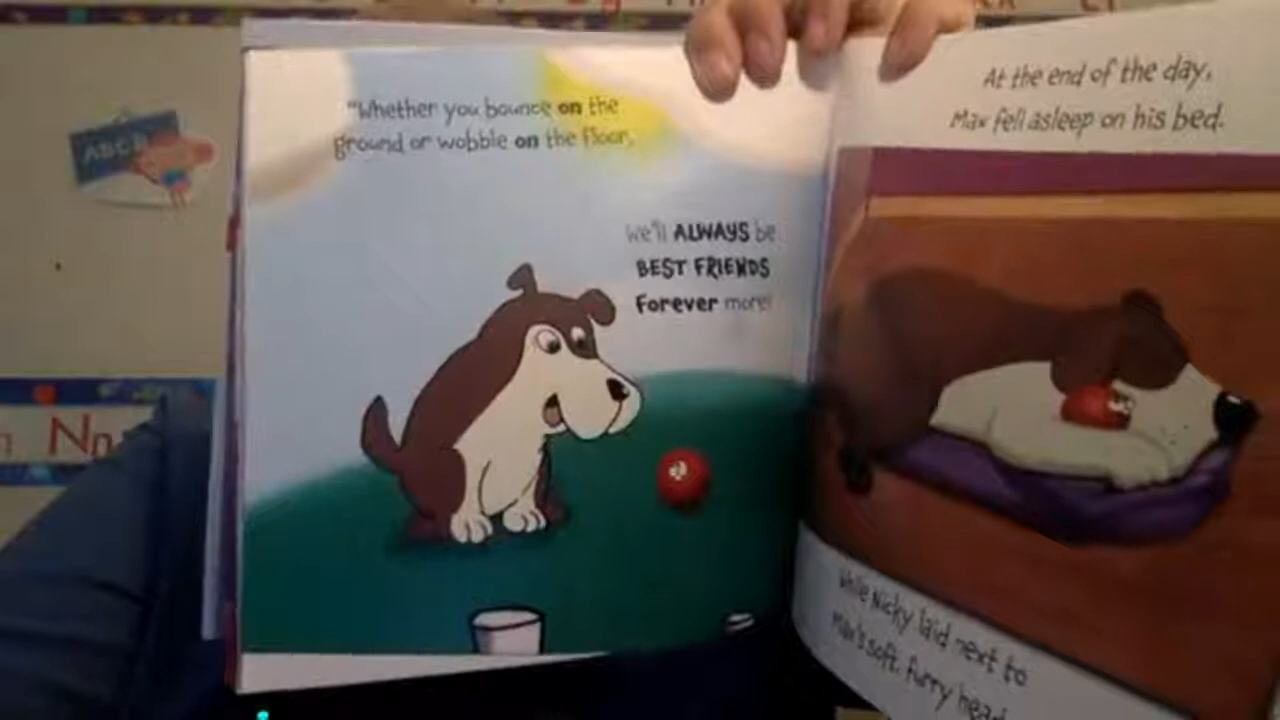 ABCD
n Nn
"Whether you bounce on the
ground or wobble on the floor,
We'll ALWAYS be
BEST FRIENDS
Forever more!
At the end of the day,
Max fell asleep on his bed.
While Nicky laid next to
Max's soft, furry head